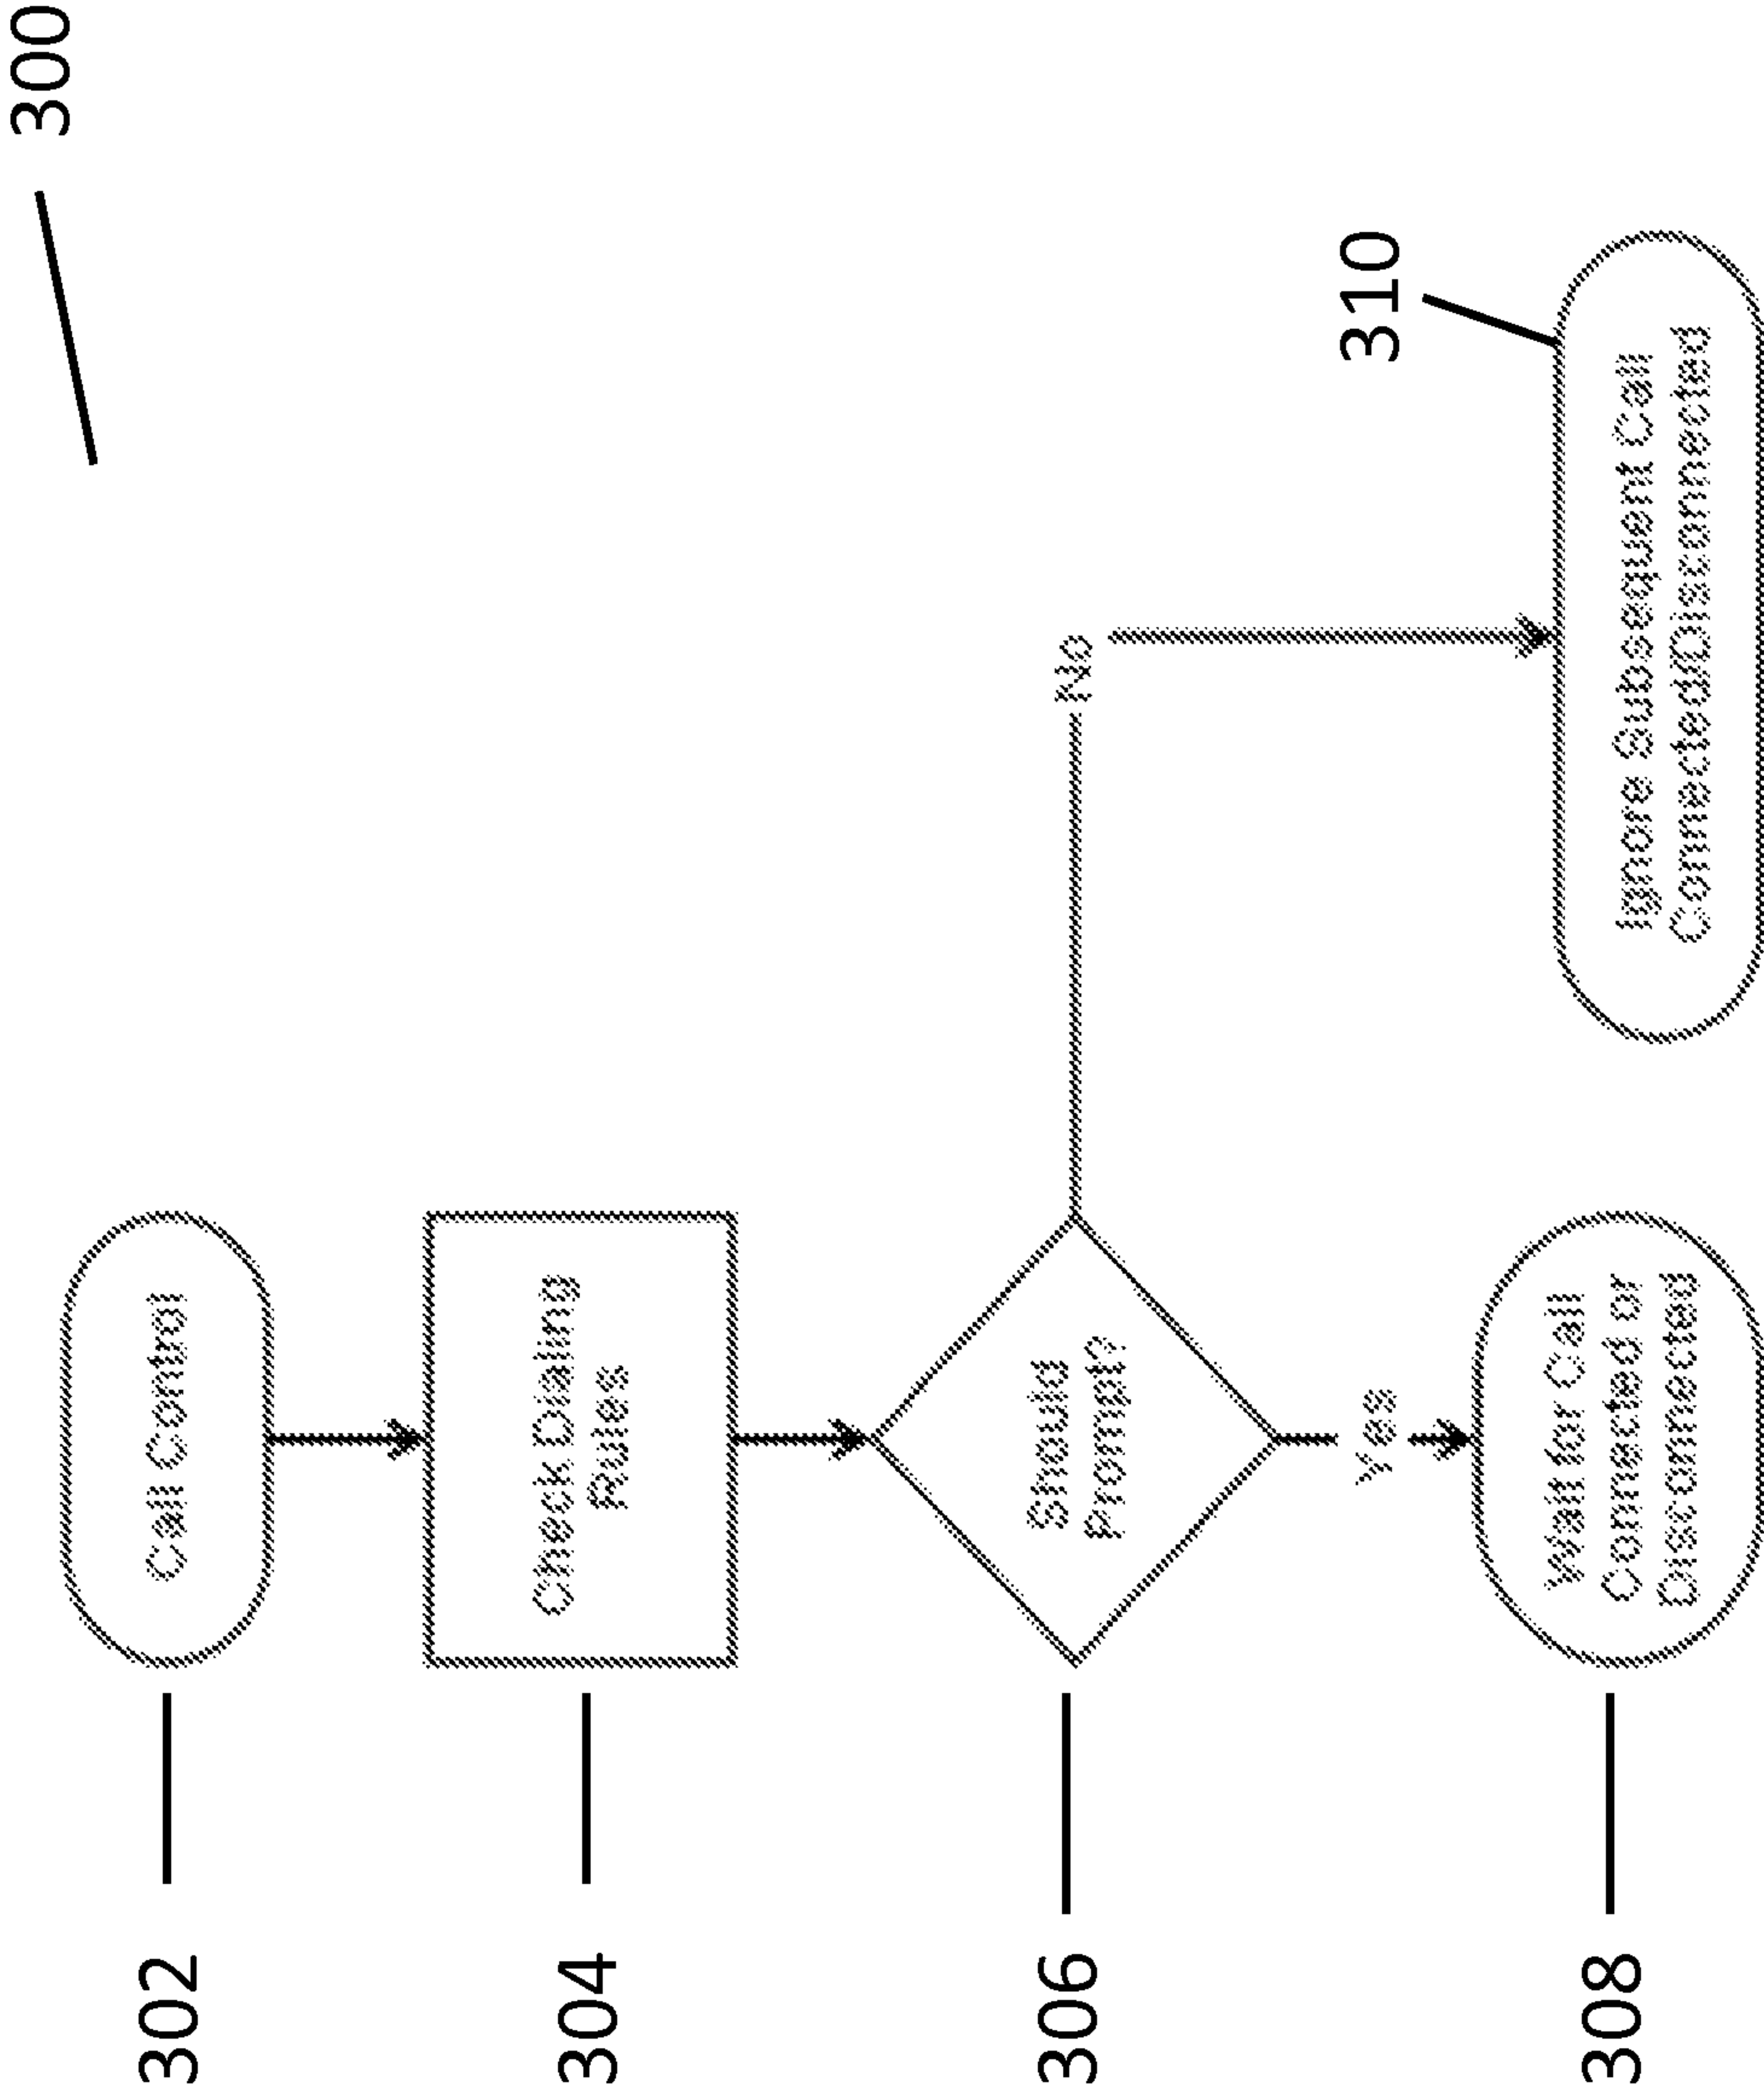 300
302
Call Control
304
Check Dialing
Rules
306
Should
Prompt?
No
Yes
308
Wait for Call
Connected or
Disconnected
310
Ignore Subsequent Call
Connected/Disconnected